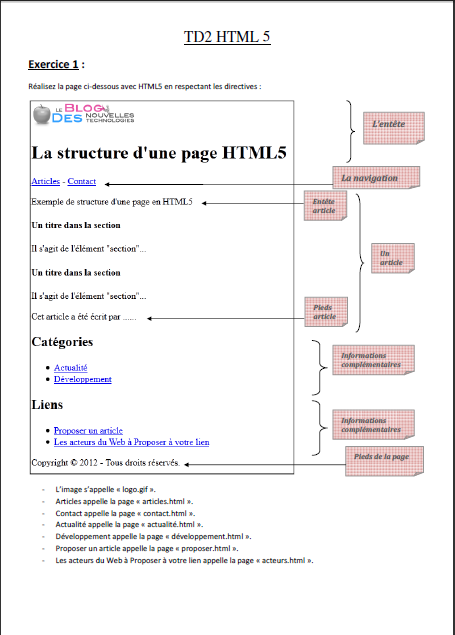 TD2 HTML 5
Exercice 1 :
Réalisez la page ci-dessous avec HTML5 en respectant les directives :
LE BLOG
DES NOUVELLES
TECHNOLOGIES
L'entête
La structure d'une page HTML5
Articles - Contact
La navigation
Exemple de structure d'une page en HTML5
Entête
article
Un titre dans la section
Il s'agit de l'élément "section"...
Un
article
Un titre dans la section
Il s'agit de l'élément "section"...
Cet article a été écrit par ......
Pieds
article
Catégories
Informations
complémentaires
Actualité
Développement
Liens
Informations
complémentaires
Proposer un article
Les acteurs du Web à Proposer à votre lien
Copyright © 2012 - Tous droits réservés.
Pieds de la page
- L'image s'appelle « logo.gif ».
- Articles appelle la page « articles.html ».
- Contact appelle la page « contact.html ».
- Actualité appelle la page « actualité.html ».
- Développement appelle la page « développement.html ».
- Proposer un article appelle la page « proposer.html ».
- Les acteurs du Web à Proposer à votre lien appelle la page « acteurs.html ».